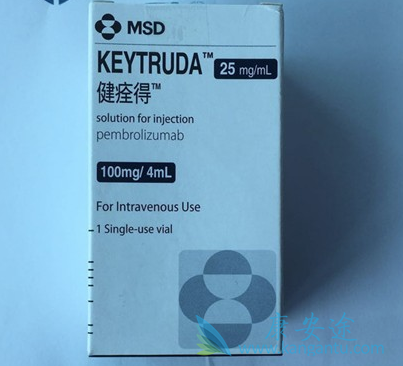 MSD
KEYTRUDA™ 25 mg/mL
健痊得™
solution for injection
pembrolizumab
100mg/ 4mL
For Intravenous Use
1 Single-use vial